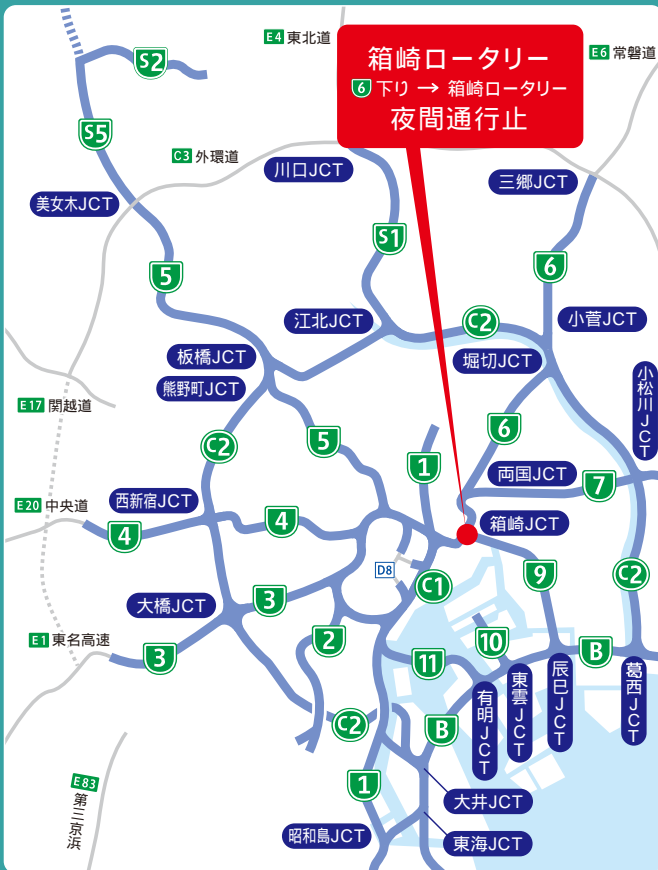 E4 東北道
箱崎ロータリー
6 下り → 箱崎ロータリー
夜間通行止
E6 常磐道
S2
S5
C3 外環道
川口JCT
三郷JCT
美女木JCT
S1
5
6
江北JCT
C2
小菅JCT
板橋JCT
堀切JCT
熊野町JCT
小松川JCT
E17 関越道
C2
5
1
6
両国JCT
7
E20 中央道
西新宿JCT
4
4
箱崎JCT
D8
C1
9
C2
大橋JCT
3
E1 東名高速
3
2
11
10
B
有明JCT
東雲JCT
辰巳JCT
葛西JCT
C2
B
E83
第三京浜
1
大井JCT
昭和島JCT
東海JCT